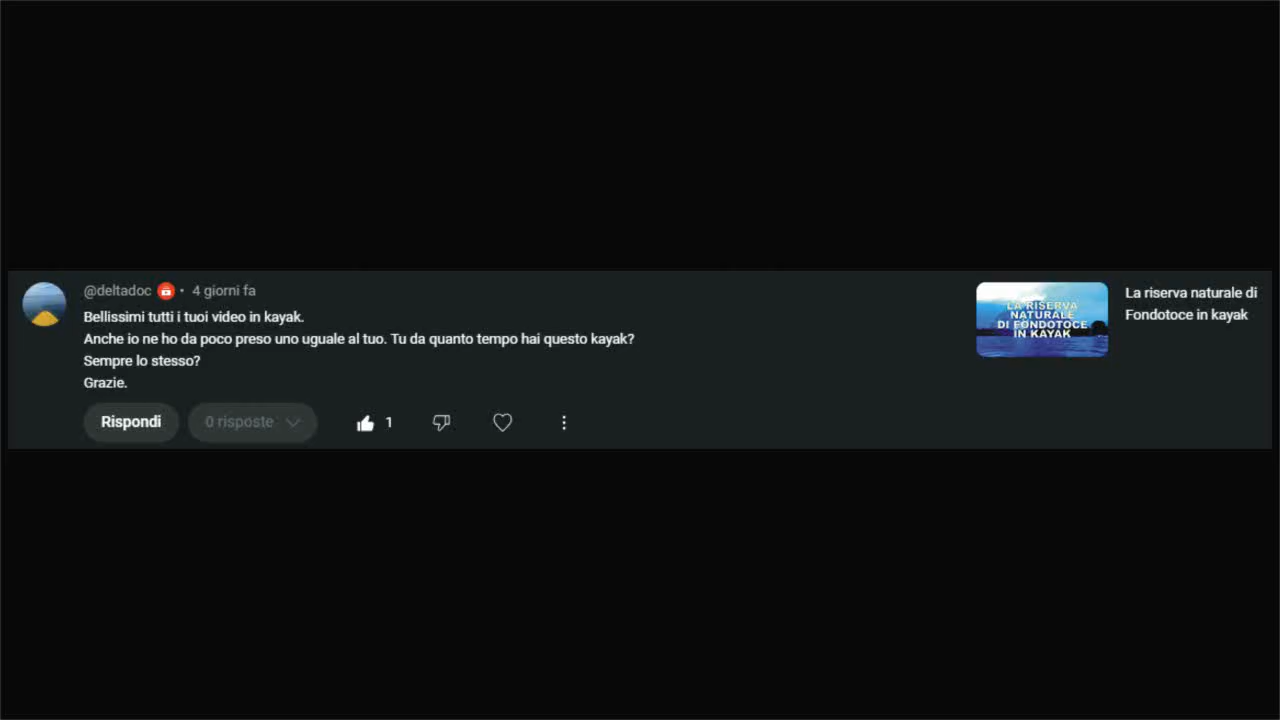 @deltadoc • 4 giorni fa
Bellissimi tutti i tuoi video in kayak.
Anche io ne ho da poco preso uno uguale al tuo. Tu da quanto tempo hai questo kayak?
Sempre lo stesso?
Grazie.
Rispondi
0 risposte
1
LA RISERVA
NATURALE
DI FONDOTOCE
IN KAYAK
La riserva naturale di
Fondotoce in kayak